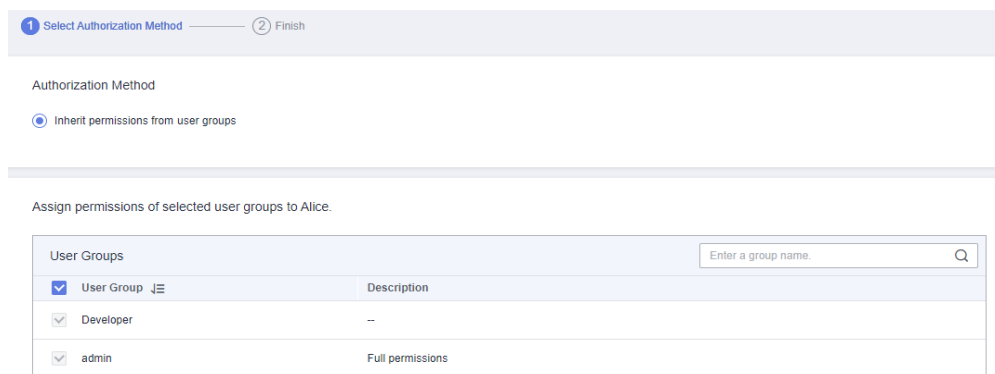 1 Select Authorization Method 2 Finish
Authorization Method
Inherit permissions from user groups
Assign permissions of selected user groups to Alice.
User Groups Enter a group name.
User Group Description
Developer --
admin Full permissions